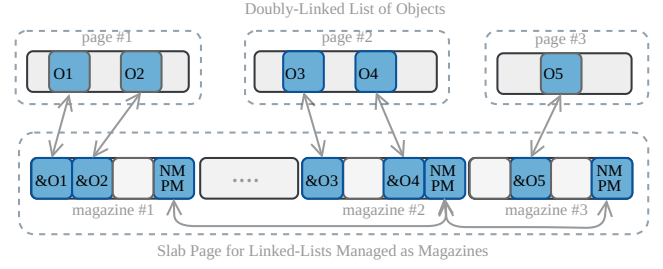 Doubly-Linked List of Objects
page #1
page #2
page #3
O1
O2
O3
O4
O5
&O1
&O2
NM
PM
....
&O3
&O4
NM
PM
&O5
NM
PM
magazine #1
magazine #2
magazine #3
Slab Page for Linked-Lists Managed as Magazines